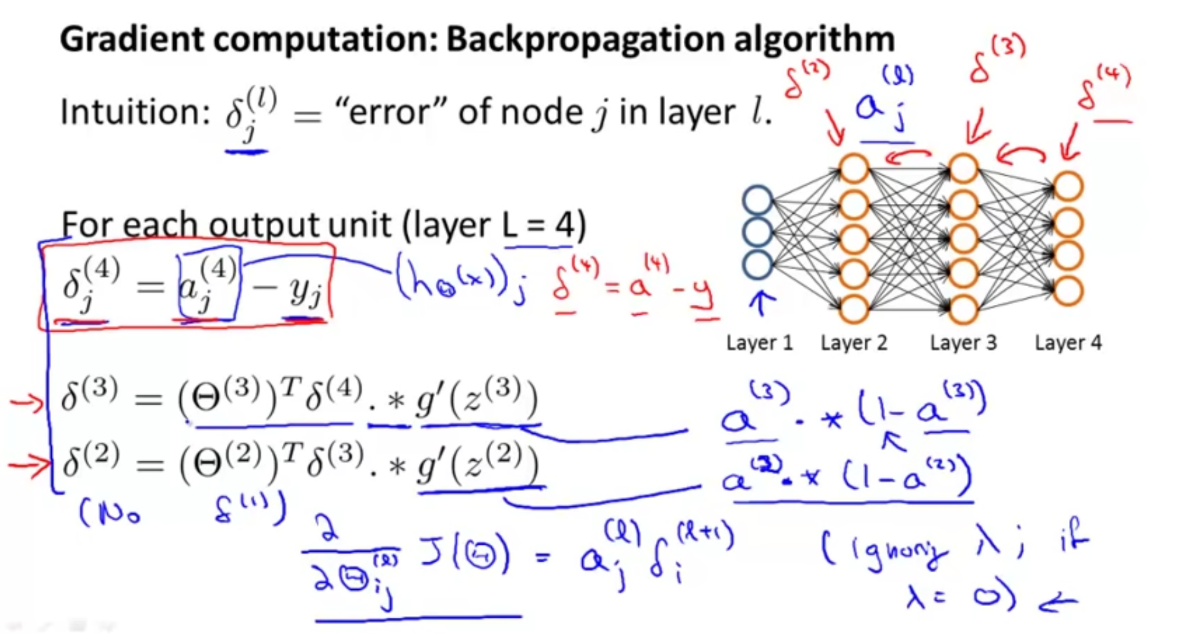 Gradient computation: Backpropagation algorithm
Intuition: δ_j^(l) = “error” of node j in layer l.
δ^(2) a_j^(l) δ^(3) δ^(4)
For each output unit (layer L = 4)
δ_j^(4) = a_j^(4) − y_j (h_Θ(x))_j δ^(4) = a^(4) - y
Layer 1 Layer 2 Layer 3 Layer 4
δ^(3) = (Θ^(3))^T δ^(4) .∗ g′(z^(3)) a^(3) .* (1-a^(3))
δ^(2) = (Θ^(2))^T δ^(3) .∗ g′(z^(2)) a^(2) .* (1-a^(2))
(No δ^(1))
∂/∂Θ_ij^(l) J(Θ) = a_j^(l) δ_i^(l+1) (ignoring λ; if
λ = 0) ←